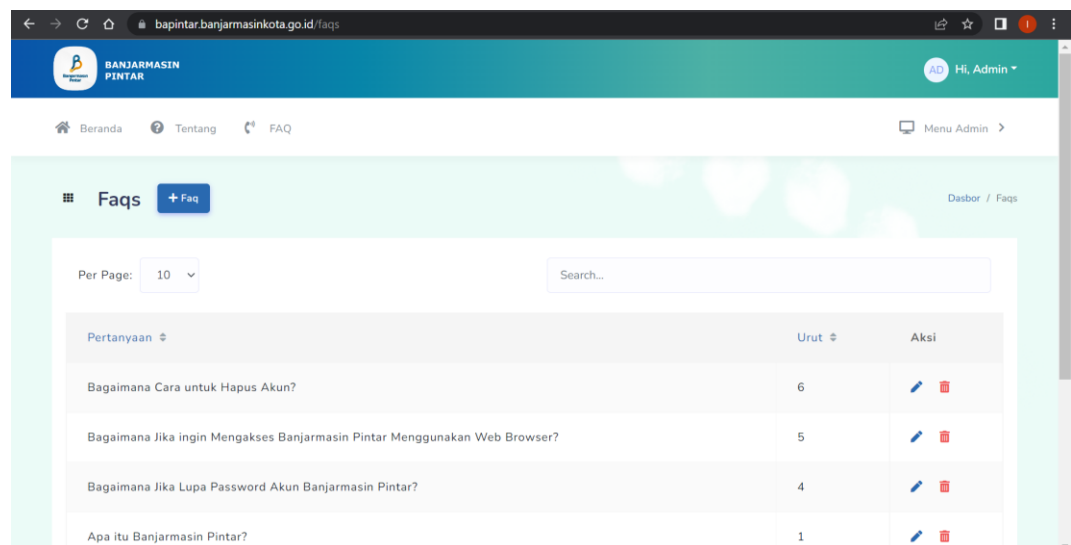 bapintar.banjarmasinkota.go.id/faqs
BANJARMASIN
PINTAR
AD Hi, Admin
Beranda Tentang FAQ Menu Admin
Faqs + Faq Dasbor / Faqs
Per Page: 10 Search...
Pertanyaan Urut Aksi
Bagaimana Cara untuk Hapus Akun? 6
Bagaimana Jika ingin Mengakses Banjarmasin Pintar Menggunakan Web Browser? 5
Bagaimana Jika Lupa Password Akun Banjarmasin Pintar? 4
Apa itu Banjarmasin Pintar? 1